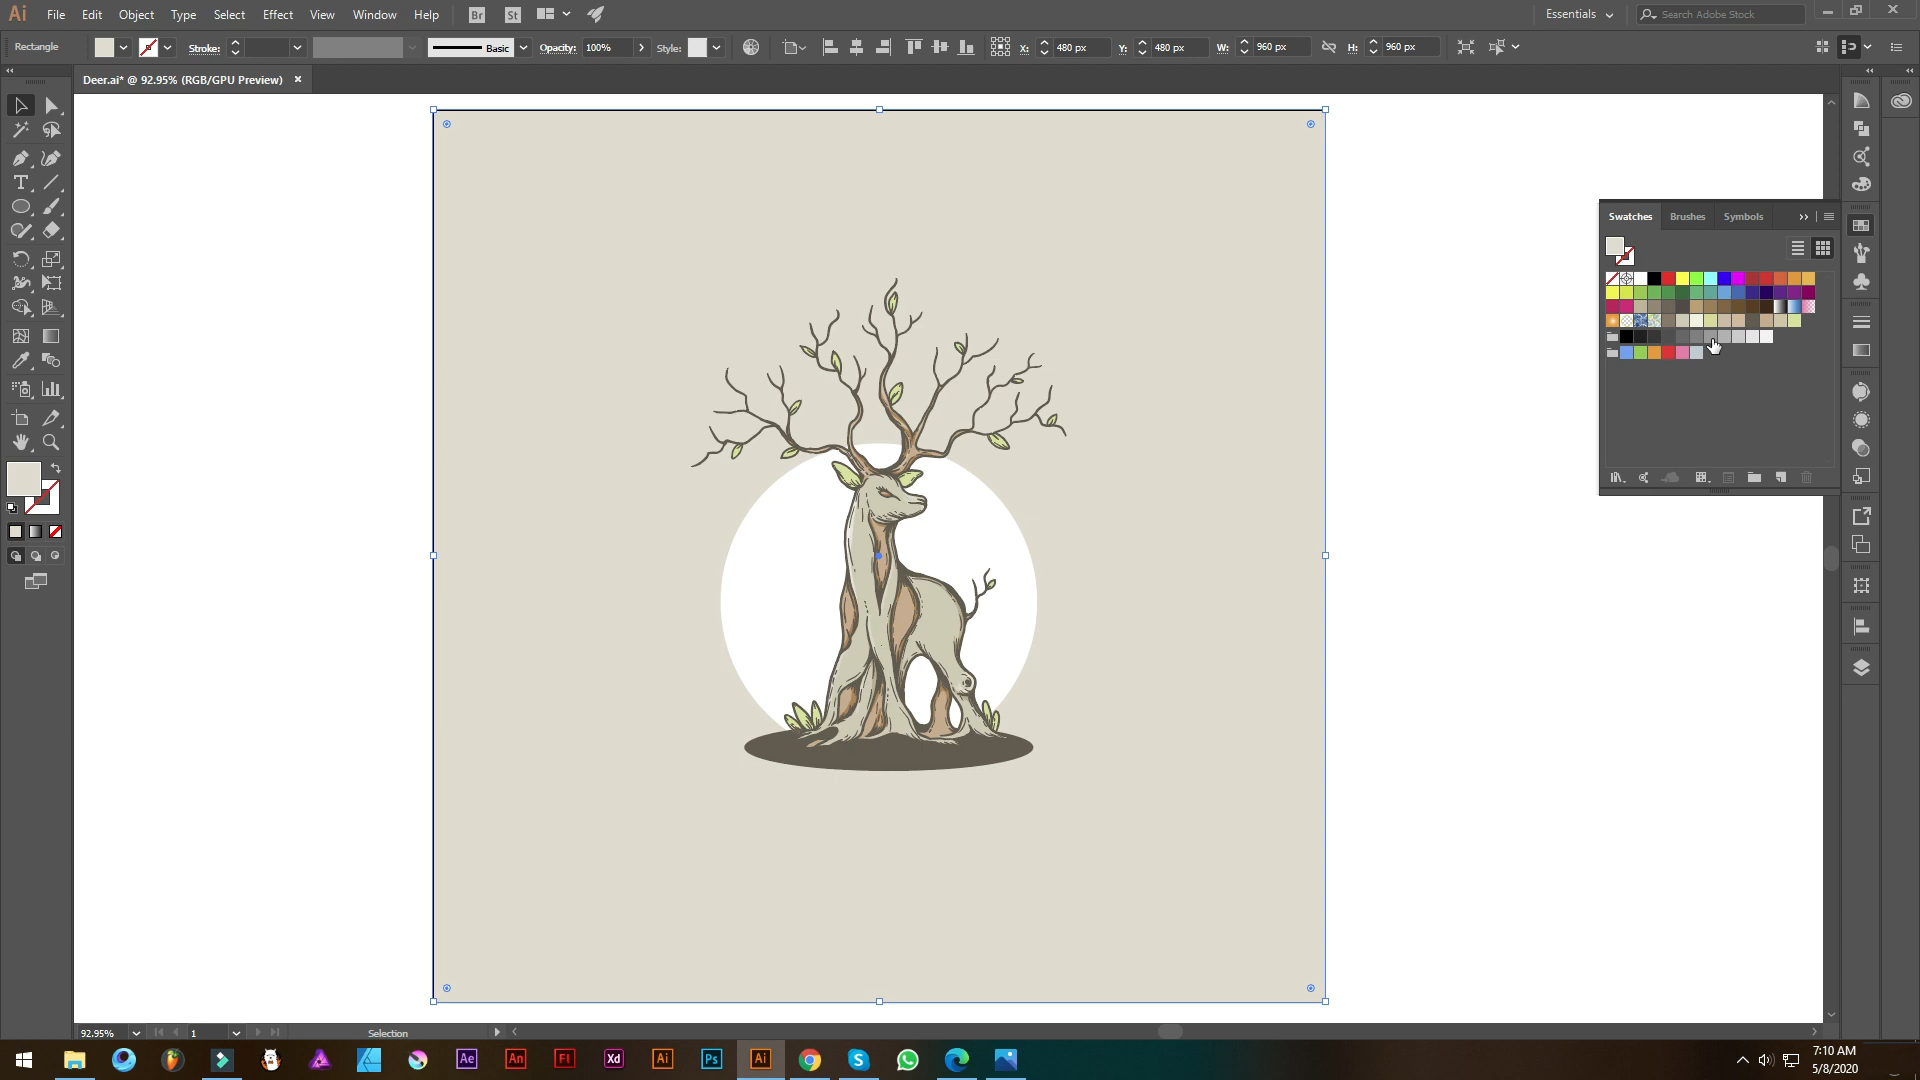 Ai File Edit Object Type Select Effect View Window Help Br St Essentials Search Adobe Stock
Rectangle Stroke: Basic Opacity: 100% Style: X: 480 px Y: 480 px W: 960 px H: 960 px
Deer.ai* @ 92.95% (RGB/GPU Preview)
Swatches Brushes Symbols
92.95% 1 Selection
Ae An Fl Xd Ai Ps Ai
7:10 AM
5/8/2020